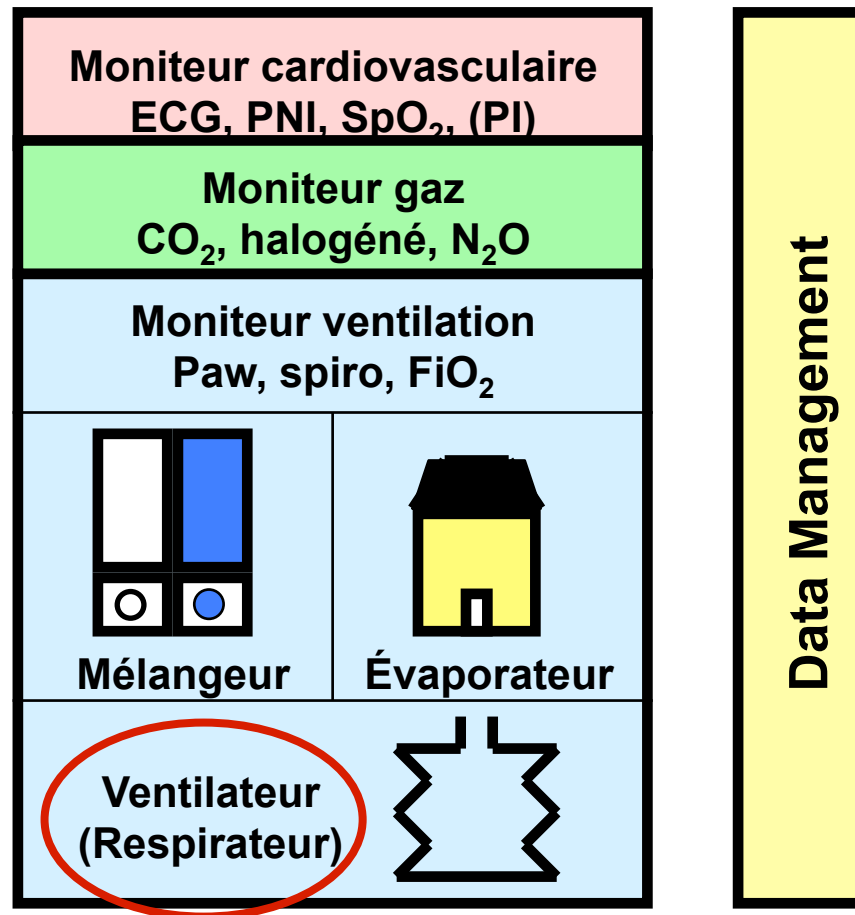 Moniteur cardiovasculaire
ECG, PNI, SpO₂, (PI)
Moniteur gaz
CO₂, halogéné, N₂O
Moniteur ventilation
Paw, spiro, FiO₂
Mélangeur
Évaporateur
Ventilateur
(Respirateur)
Data Management